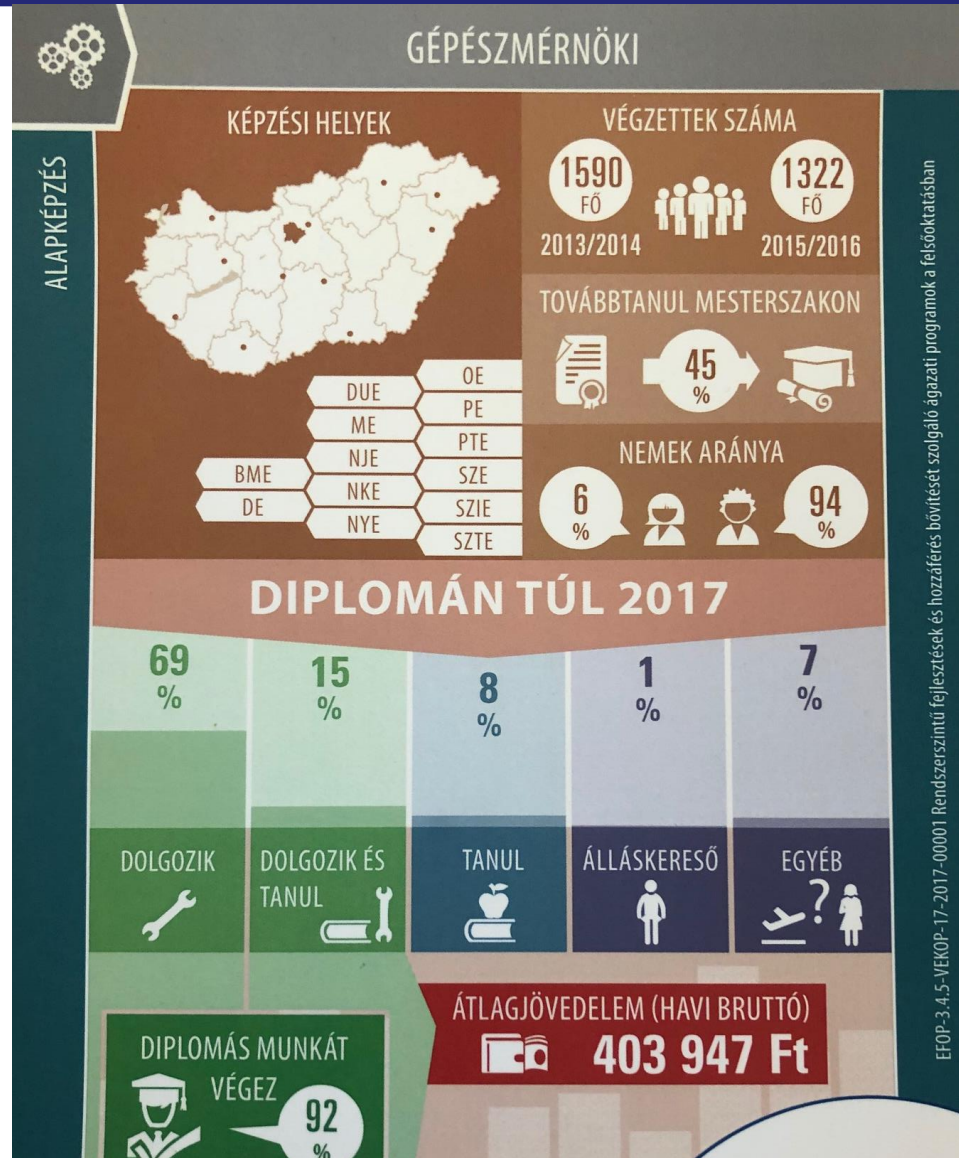 GÉPÉSZMÉRNÖKI
ALAPKÉPZÉS
KÉPZÉSI HELYEK
BME
DE
DUE
ME
NJE
NKE
NYE
OE
PE
PTE
SZE
SZIE
SZTE
VÉGZETTEK SZÁMA
1590
FŐ
2013/2014
1322
FŐ
2015/2016
TOVÁBBTANUL MESTERSZAKON
45
%
NEMEK ARÁNYA
6
%
94
%
DIPLOMÁN TÚL 2017
69
%
15
%
8
%
1
%
7
%
DOLGOZIK
DOLGOZIK ÉS
TANUL
TANUL
ÁLLÁSKERESŐ
EGYÉB
?
DIPLOMÁS MUNKÁT
VÉGEZ
92
%
ÁTLAGJÖVEDELEM (HAVI BRUTTÓ)
403 947 Ft
EFOP-3.4.5-VEKOP-17-2017-00001 Rendszerszintű fejlesztések és hozzáférés bővítését szolgáló ágazati programok a felsőoktatásban